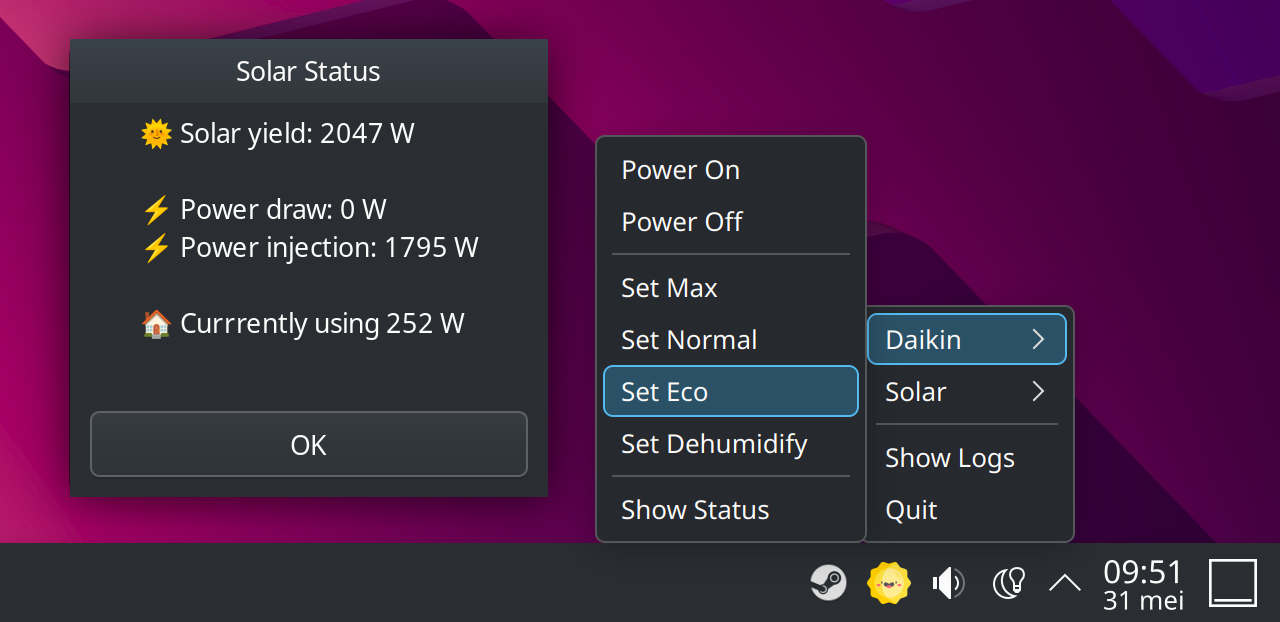 Solar Status
🌞 Solar yield: 2047 W
⚡ Power draw: 0 W
⚡ Power injection: 1795 W
🏠 Currrently using 252 W
OK
Power On
Power Off
Set Max
Set Normal
Set Eco
Set Dehumidify
Show Status
Daikin
Solar
Show Logs
Quit
09:51
31 mei